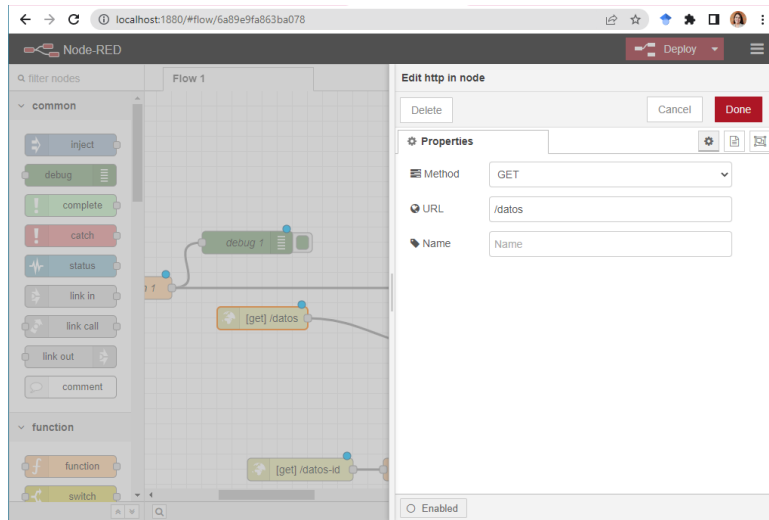 localhost:1880/#flow/6a89e9fa863ba078
Node-RED
Deploy
filter nodes
Flow 1
common
inject
debug
complete
catch
status
link in
link call
link out
comment
function
function
switch
debug 1
1
[get] /datos
[get] /datos-id
Edit http in node
Delete
Cancel
Done
Properties
Method
GET
URL
/datos
Name
Name
Enabled